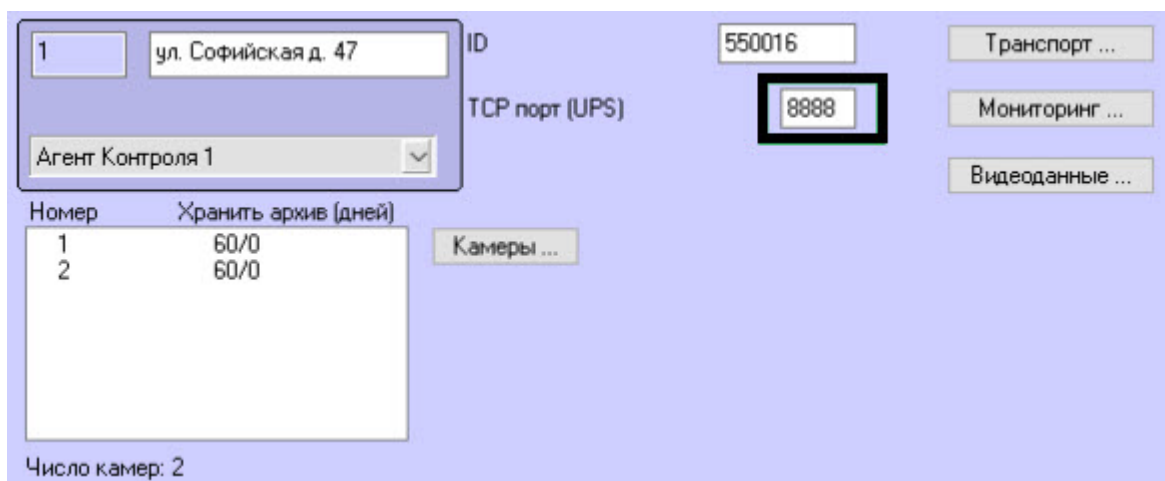 1 ул. Софийская д. 47 ID 550016 Транспорт ...
TCP порт (UPS) 8888 Мониторинг ...
Агент Контроля 1
Видеоданные ...
Номер Хранить архив (дней)
1 60/0
2 60/0
Камеры ...
Число камер: 2